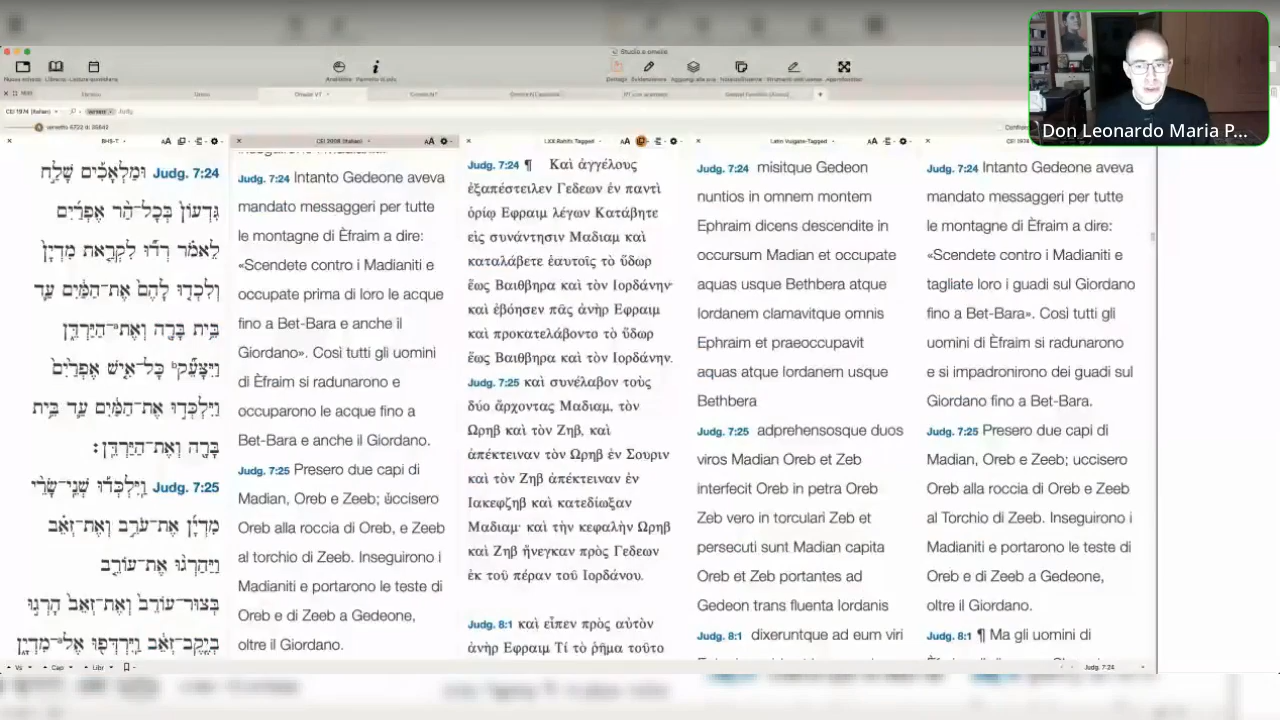 Don Leonardo Maria P...
Studio e omelie
CEI 1974 (Italian)
versetto 6722 di 35842
BHS-T
CEI 2008 (Italian)
LXX Rahlfs Tagged
Latin Vulgate-Tagged
Judg. 7:24 וּמַלְאָכִ֡ים שָׁלַ֣ח
גִּדְעוֹן֩ בְּכָל־הַ֨ר אֶפְרַ֜יִם
לֵאמֹ֗ר רְד֞וּ לִקְרַ֤את מִדְיָן֙
וְלִכְד֤וּ לָהֶם֙ אֶת־הַמַּ֔יִם עַ֛ד
בֵּ֥ית בָּרָ֖ה וְאֶת־הַיַּרְדֵּ֑ן
וַיִּצָּעֵ֞ק כָּל־אִ֤ישׁ אֶפְרַ֙יִם֙
וַיִּלְכְּד֣וּ אֶת־הַמַּ֔יִם עַ֛ד בֵּ֥ית
בָּרָ֖ה וְאֶת־הַיַּרְדֵּֽן׃
Judg. 7:25 וַֽיִּלְכְּד֡וּ שְׁנֵֽי־שָׂרֵ֨י
מִדְיָ֜ן אֶת־עֹרֵ֣ב וְאֶת־זְאֵ֗ב
וַיַּהַרְג֨וּ אֶת־עוֹרֵ֤ב
בְּצוּר־עוֹרֵב֙ וְאֶת־זְאֵב֙ הָרְג֣וּ
בְיֶֽקֶב־זְאֵ֔ב וַֽיִּרְדְּפ֖וּ אֶל־מִדְיָ֑ן
Judg. 7:24 Intanto Gedeone aveva
mandato messaggeri per tutte
le montagne di Èfraim a dire:
«Scendete contro i Madianiti e
occupate prima di loro le acque
fino a Bet-Bara e anche il
Giordano». Così tutti gli uomini
di Èfraim si radunarono e
occuparono le acque fino a
Bet-Bara e anche il Giordano.
Judg. 7:25 Presero due capi di
Madian, Oreb e Zeeb; uccisero
Oreb alla roccia di Oreb, e Zeeb
al torchio di Zeeb. Inseguirono i
Madianiti e portarono le teste di
Oreb e di Zeeb a Gedeone,
oltre il Giordano.
Judg. 7:24 ¶ Καὶ ἀγγέλους
ἐξαπέστειλεν Γεδεων ἐν παντὶ
ὁρίῳ Εφραιμ λέγων Κατάβητε
εἰς συνάντησιν Μαδιαμ καὶ
καταλάβετε ἑαυτοῖς τὸ ὕδωρ
ἕως Βαιθβηρα καὶ τὸν Ιορδάνην·
καὶ ἐβόησεν πᾶς ἀνὴρ Εφραιμ
καὶ προκατελάβοντο τὸ ὕδωρ
ἕως Βαιθβηρα καὶ τὸν Ιορδάνην.
Judg. 7:25 καὶ συνέλαβον τοὺς
δύο ἄρχοντας Μαδιαμ, τὸν
Ωρηβ καὶ τὸν Ζηβ, καὶ
ἀπέκτειναν τὸν Ωρηβ ἐν Σουριν
καὶ τὸν Ζηβ ἀπέκτειναν ἐν
Ιακεφζηβ καὶ κατεδίωξαν
Μαδιαμ· καὶ τὴν κεφαλὴν Ωρηβ
καὶ Ζηβ ἤνεγκαν πρὸς Γεδεων
ἐκ τοῦ πέραν τοῦ Ιορδάνου.
Judg. 8:1 καὶ εἶπεν πρὸς αὐτὸν
ἀνὴρ Εφραιμ Τί τὸ ῥῆμα τοῦτο
Judg. 7:24 misitque Gedeon
nuntios in omnem montem
Ephraim dicens descendite in
occursum Madian et occupate
aquas usque Bethbera atque
Iordanem clamavitque omnis
Ephraim et praeoccupavit
aquas atque Iordanem usque
Bethbera
Judg. 7:25 adprehensosque duos
viros Madian Oreb et Zeb
interfecit Oreb in petra Oreb
Zeb vero in torculari Zeb et
persecuti sunt Madian capita
Oreb et Zeb portantes ad
Gedeon trans fluenta Iordanis
Judg. 8:1 dixeruntque ad eum viri
Judg. 7:24 Intanto Gedeone aveva
mandato messaggeri per tutte
le montagne di Èfraim a dire:
«Scendete contro i Madianiti e
tagliate loro i guadi sul Giordano
fino a Bet-Bara». Così tutti gli
uomini di Èfraim si radunarono
e si impadronirono dei guadi sul
Giordano fino a Bet-Bara.
Judg. 7:25 Presero due capi di
Madian, Oreb e Zeeb; uccisero
Oreb alla roccia di Oreb e Zeeb
al Torchio di Zeeb. Inseguirono i
Madianiti e portarono le teste di
Oreb e di Zeeb a Gedeone,
oltre il Giordano.
Judg. 8:1 ¶ Ma gli uomini di
Vs Cap Libr
Judg. 7:24